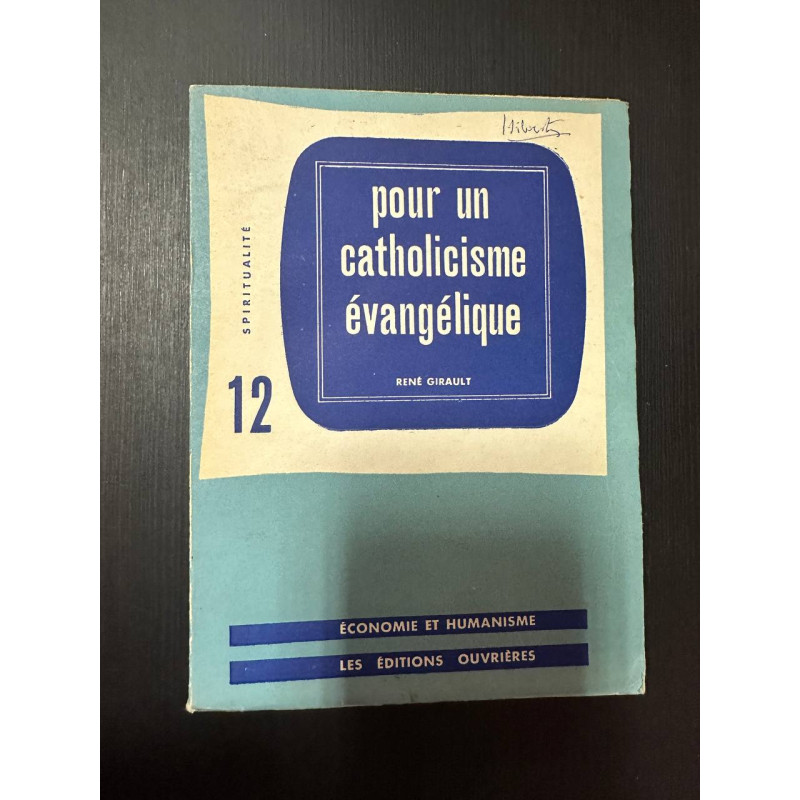 pour un
catholicisme
évangélique
RENÉ GIRAULT
SPIRITUALITÉ
12
ÉCONOMIE ET HUMANISME
LES ÉDITIONS OUVRIÈRES